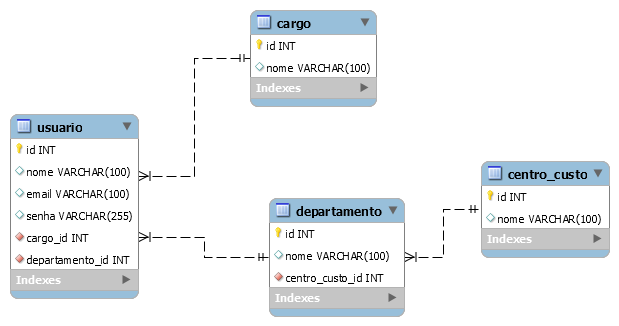 cargo
id INT
nome VARCHAR(100)
Indexes
usuario
id INT
nome VARCHAR(100)
email VARCHAR(100)
senha VARCHAR(255)
cargo_id INT
departamento_id INT
Indexes
departamento
id INT
nome VARCHAR(100)
centro_custo_id INT
Indexes
centro_custo
id INT
nome VARCHAR(100)
Indexes